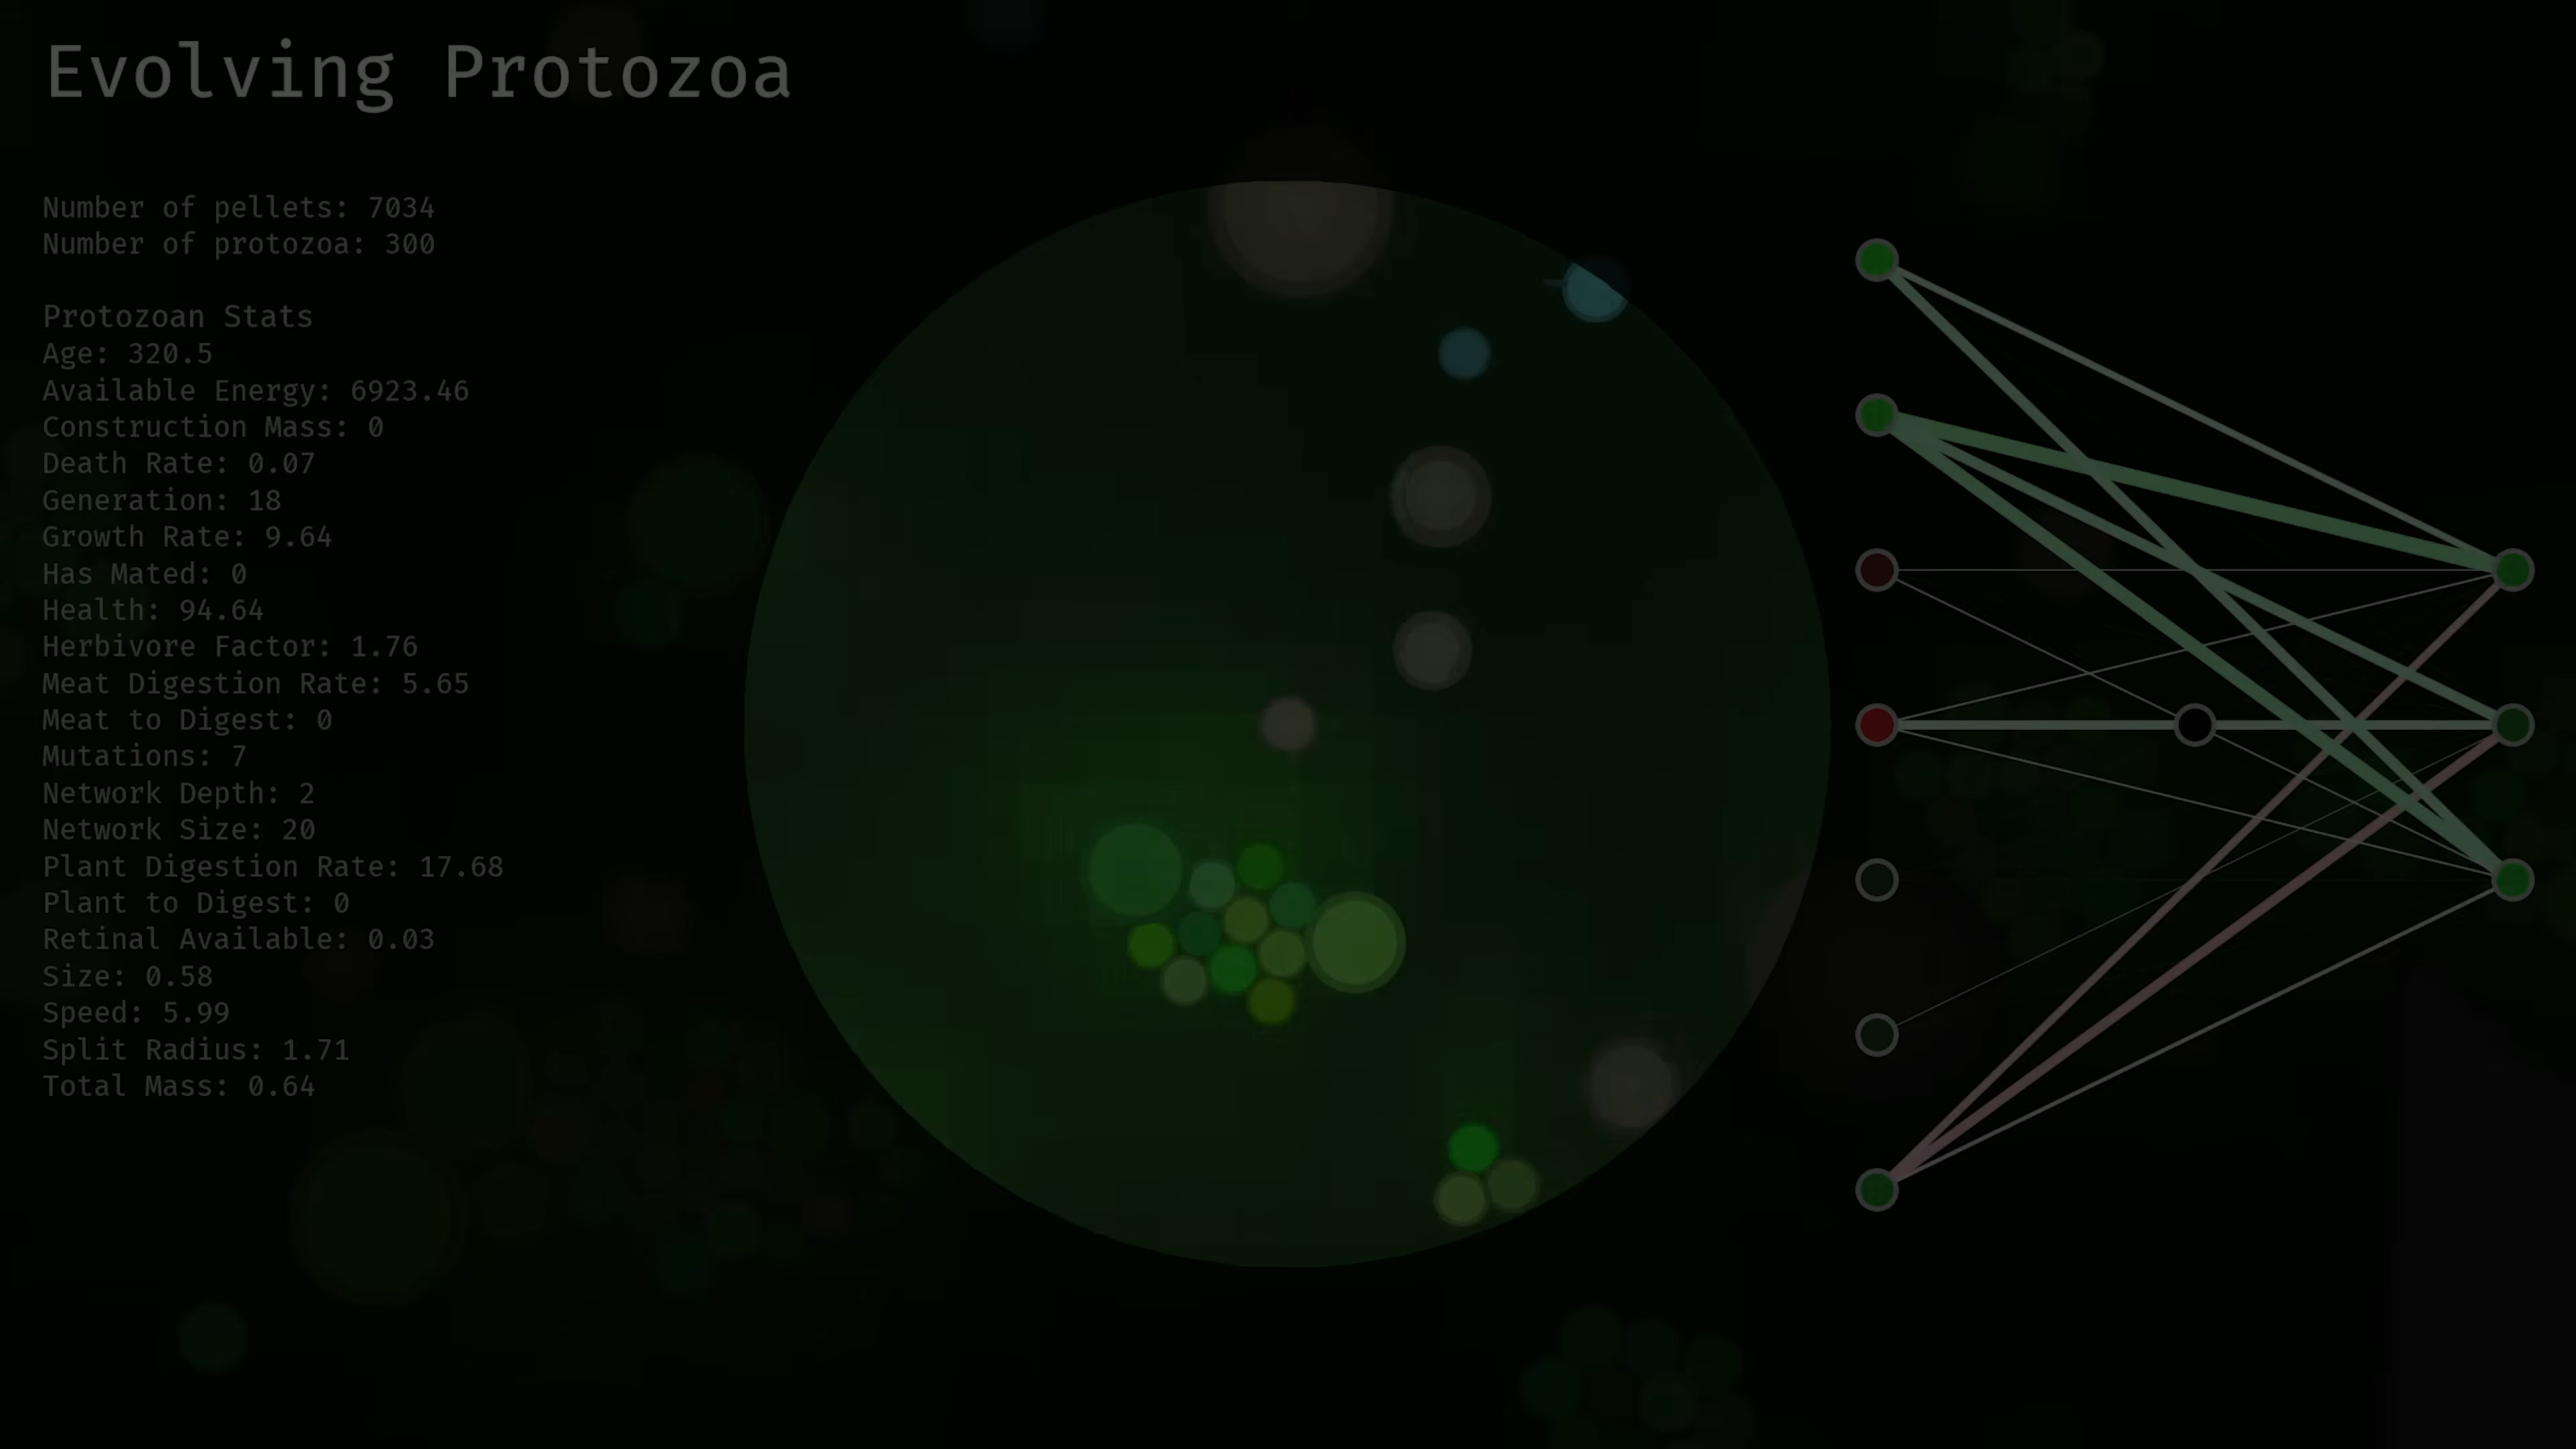 Evolving Protozoa
Number of pellets: 7034
Number of protozoa: 300
Protozoan Stats
Age: 320.5
Available Energy: 6923.46
Construction Mass: 0
Death Rate: 0.07
Generation: 18
Growth Rate: 9.64
Has Mated: 0
Health: 94.64
Herbivore Factor: 1.76
Meat Digestion Rate: 5.65
Meat to Digest: 0
Mutations: 7
Network Depth: 2
Network Size: 20
Plant Digestion Rate: 17.68
Plant to Digest: 0
Retinal Available: 0.03
Size: 0.58
Speed: 5.99
Split Radius: 1.71
Total Mass: 0.64